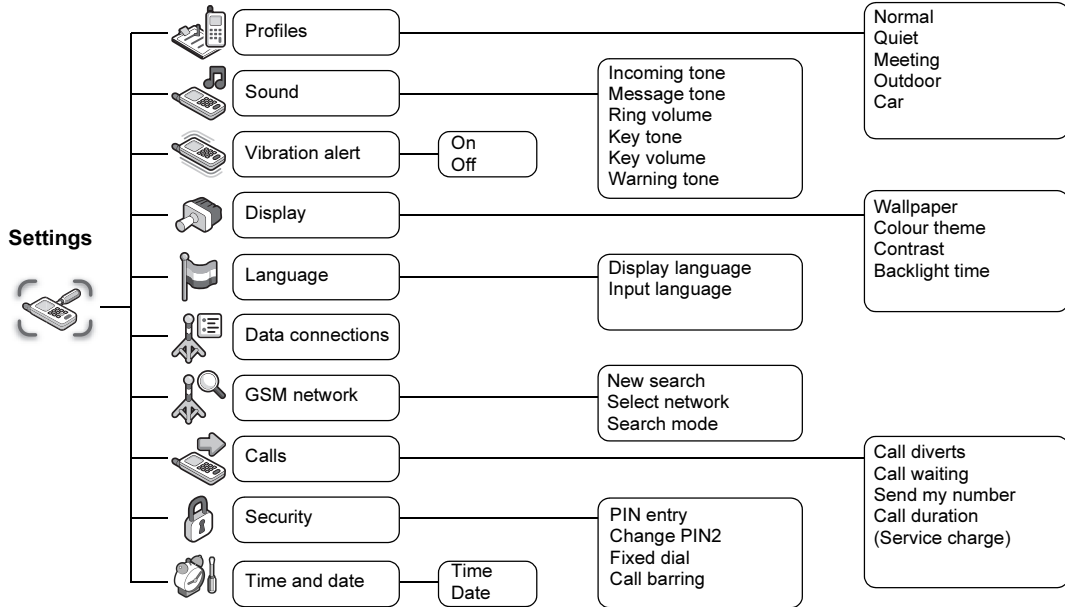 Settings
Profiles
Normal
Quiet
Meeting
Outdoor
Car
Sound
Incoming tone
Message tone
Ring volume
Key tone
Key volume
Warning tone
Vibration alert
On
Off
Display
Wallpaper
Colour theme
Contrast
Backlight time
Language
Display language
Input language
Data connections
GSM network
New search
Select network
Search mode
Calls
Call diverts
Call waiting
Send my number
Call duration
(Service charge)
Security
PIN entry
Change PIN2
Fixed dial
Call barring
Time and date
Time
Date